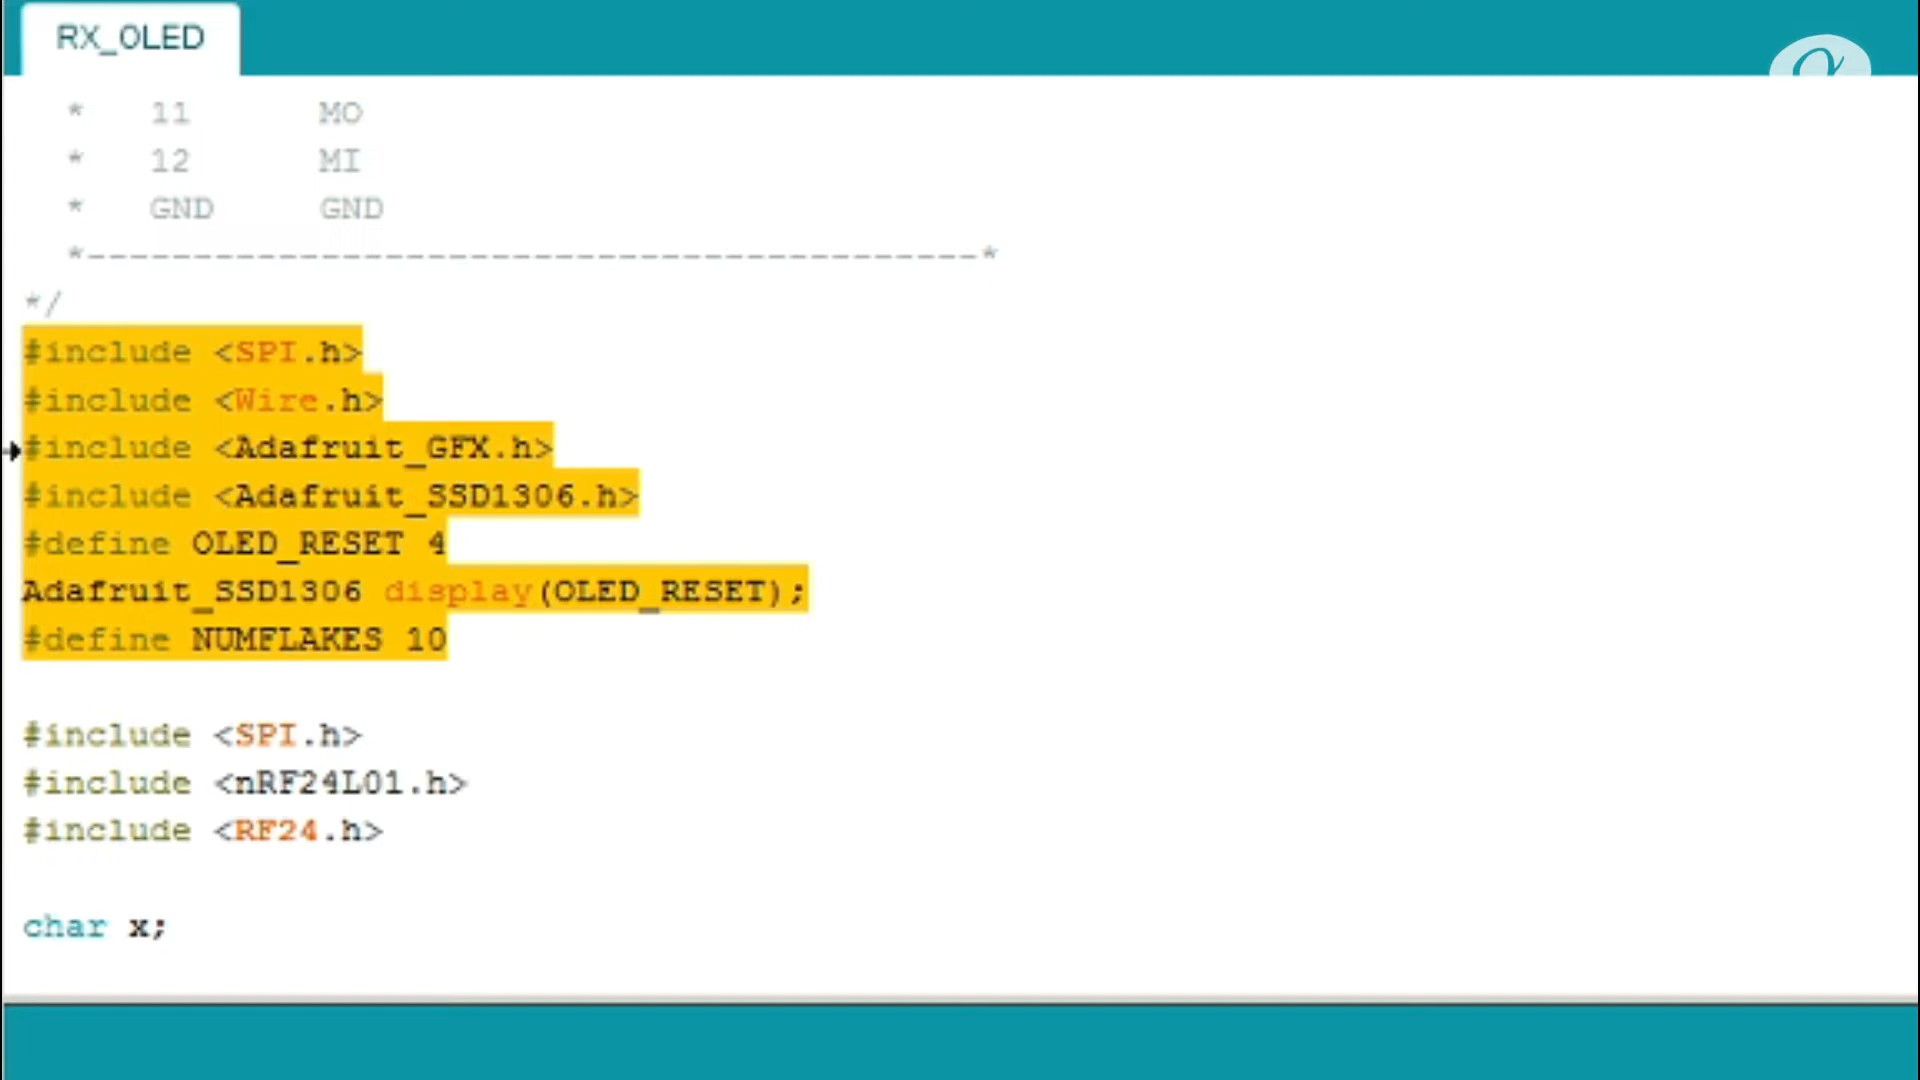 RX_OLED
* 11 MO
* 12 MI
* GND GND
*------------------------------------------*
*/
#include <SPI.h>
#include <Wire.h>
#include <Adafruit_GFX.h>
#include <Adafruit_SSD1306.h>
#define OLED_RESET 4
Adafruit_SSD1306 display(OLED_RESET);
#define NUMFLAKES 10
#include <SPI.h>
#include <nRF24L01.h>
#include <RF24.h>
char x;